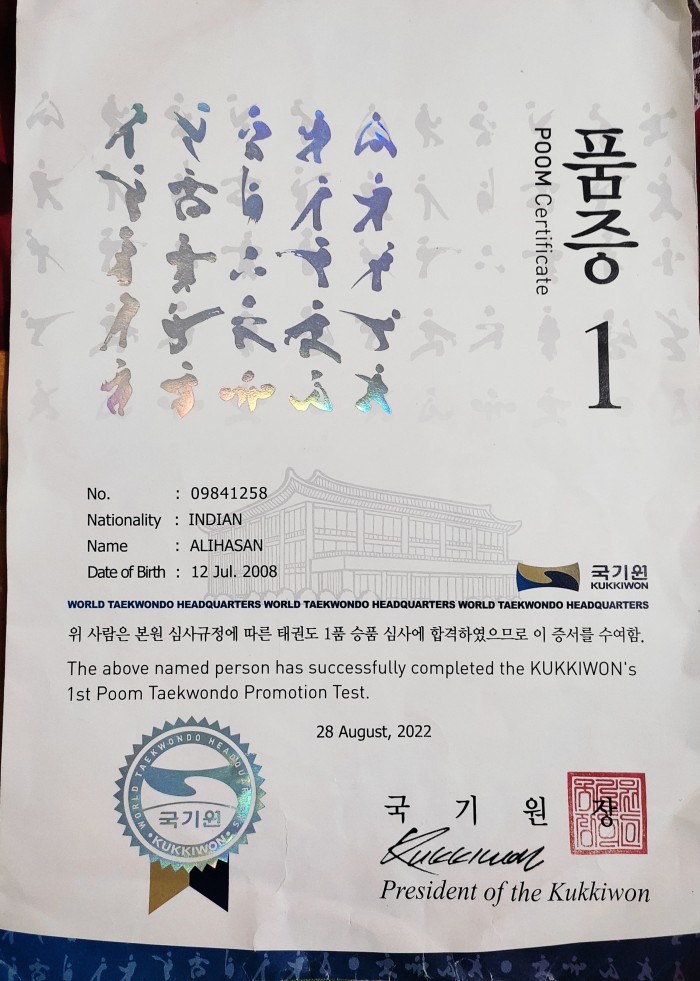 품증
POOM Certificate
1
No. : 09841258
Nationality : INDIAN
Name : ALIHASAN
Date of Birth : 12 Jul. 2008
국기원
KUKKIWON
WORLD TAEKWONDO HEADQUARTERS WORLD TAEKWONDO HEADQUARTERS WORLD TAEKWONDO HEADQUARTERS
위 사람은 본원 심사규정에 따른 태권도 1품 승품 심사에 합격하였으므로 이 증서를 수여함.
The above named person has successfully completed the KUKKIWON's
1st Poom Taekwondo Promotion Test.
28 August, 2022
WORLD TAEKWONDO HEADQUARTERS
국기원
KUKKIWON
국 기 원 장
Kukkiwon
President of the Kukkiwon